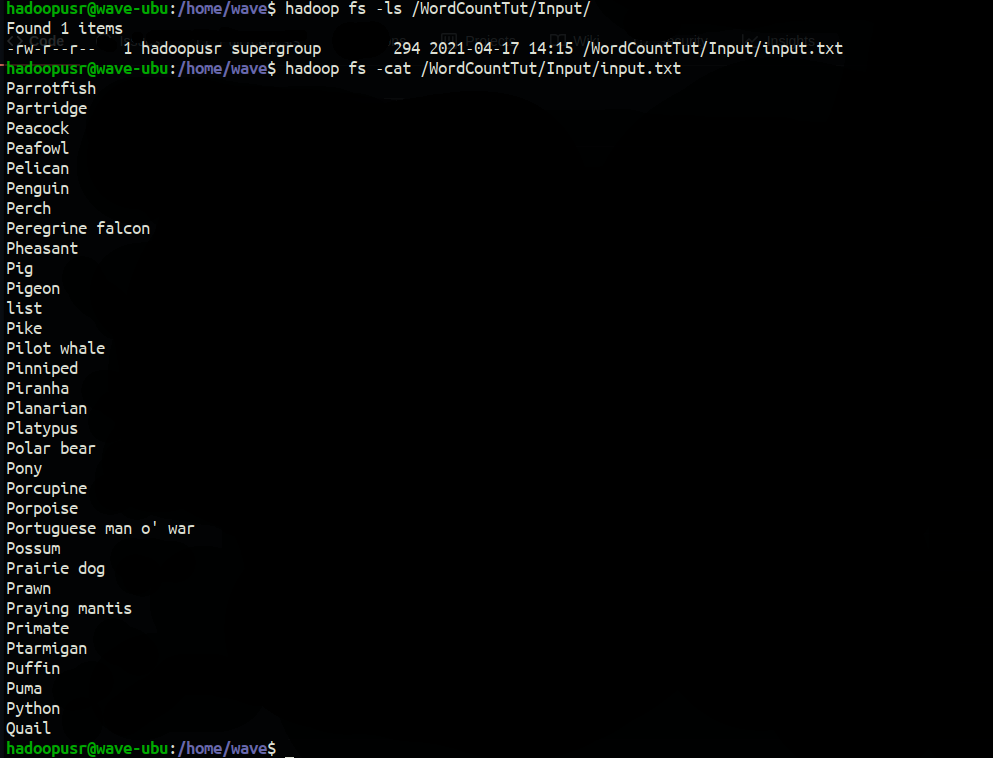 hadoopusr@wave-ubu:/home/wave$ hadoop fs -ls /WordCountTut/Input/
Found 1 items
-rw-r--r--   1 hadoopusr supergroup        294 2021-04-17 14:15 /WordCountTut/Input/input.txt
hadoopusr@wave-ubu:/home/wave$ hadoop fs -cat /WordCountTut/Input/input.txt
Parrotfish
Partridge
Peacock
Peafowl
Pelican
Penguin
Perch
Peregrine falcon
Pheasant
Pig
Pigeon
list
Pike
Pilot whale
Pinniped
Piranha
Planarian
Platypus
Polar bear
Pony
Porcupine
Porpoise
Portuguese man o' war
Possum
Prairie dog
Prawn
Praying mantis
Primate
Ptarmigan
Puffin
Puma
Python
Quail
hadoopusr@wave-ubu:/home/wave$ _